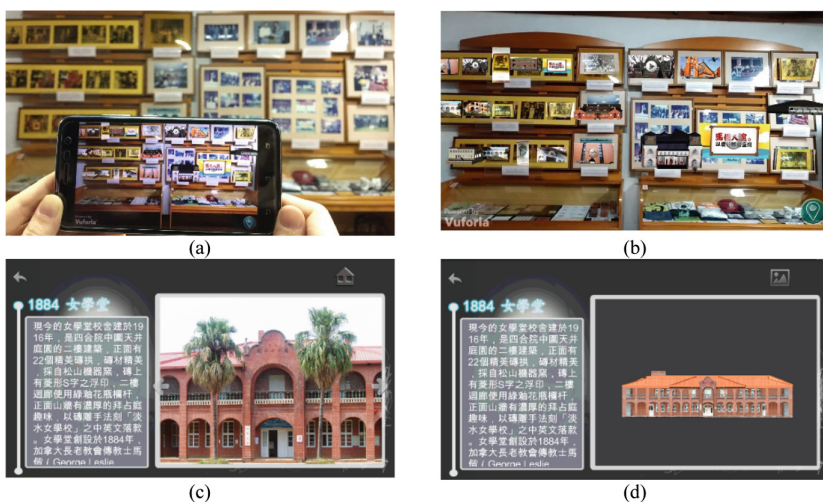 Vuforia
(a)
Vuforia
(b)
1884 女學堂
現今的女學堂校舍建於19
16年，是四合院中圍天井
庭園的二樓建築，正面有
22個精美磚拱，磚材精美
，採自松山機器窯，磚上
有菱形S字之浮印，二樓
迴廊使用綠釉花瓶欄杆，
正面山牆有濃厚的拜占庭
趣味，以磚雕手法刻「淡
水女學校」之中英文落款
。女學堂創設於1884年，
加拿大長老教會傳教士馬
偕（George Leslie
(c)
1884 女學堂
現今的女學堂校舍建於19
16年，是四合院中圍天井
庭園的二樓建築，正面有
22個精美磚拱，磚材精美
，採自松山機器窯，磚上
有菱形S字之浮印，二樓
迴廊使用綠釉花瓶欄杆，
正面山牆有濃厚的拜占庭
趣味，以磚雕手法刻「淡
水女學校」之中英文落款
。女學堂創設於1884年，
加拿大長老教會傳教士馬
偕（George Leslie
(d)